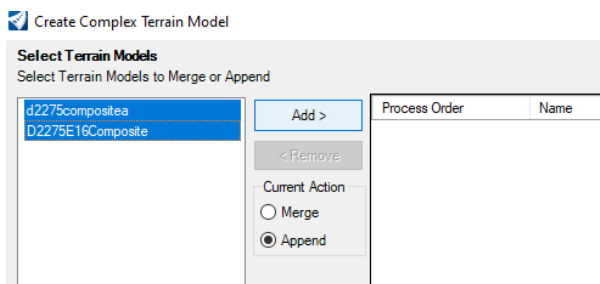 Create Complex Terrain Model
Select Terrain Models
Select Terrain Models to Merge or Append
d2275compositea
D2275E16Composite
Add >
< Remove
Current Action
Merge
Append
Process Order
Name